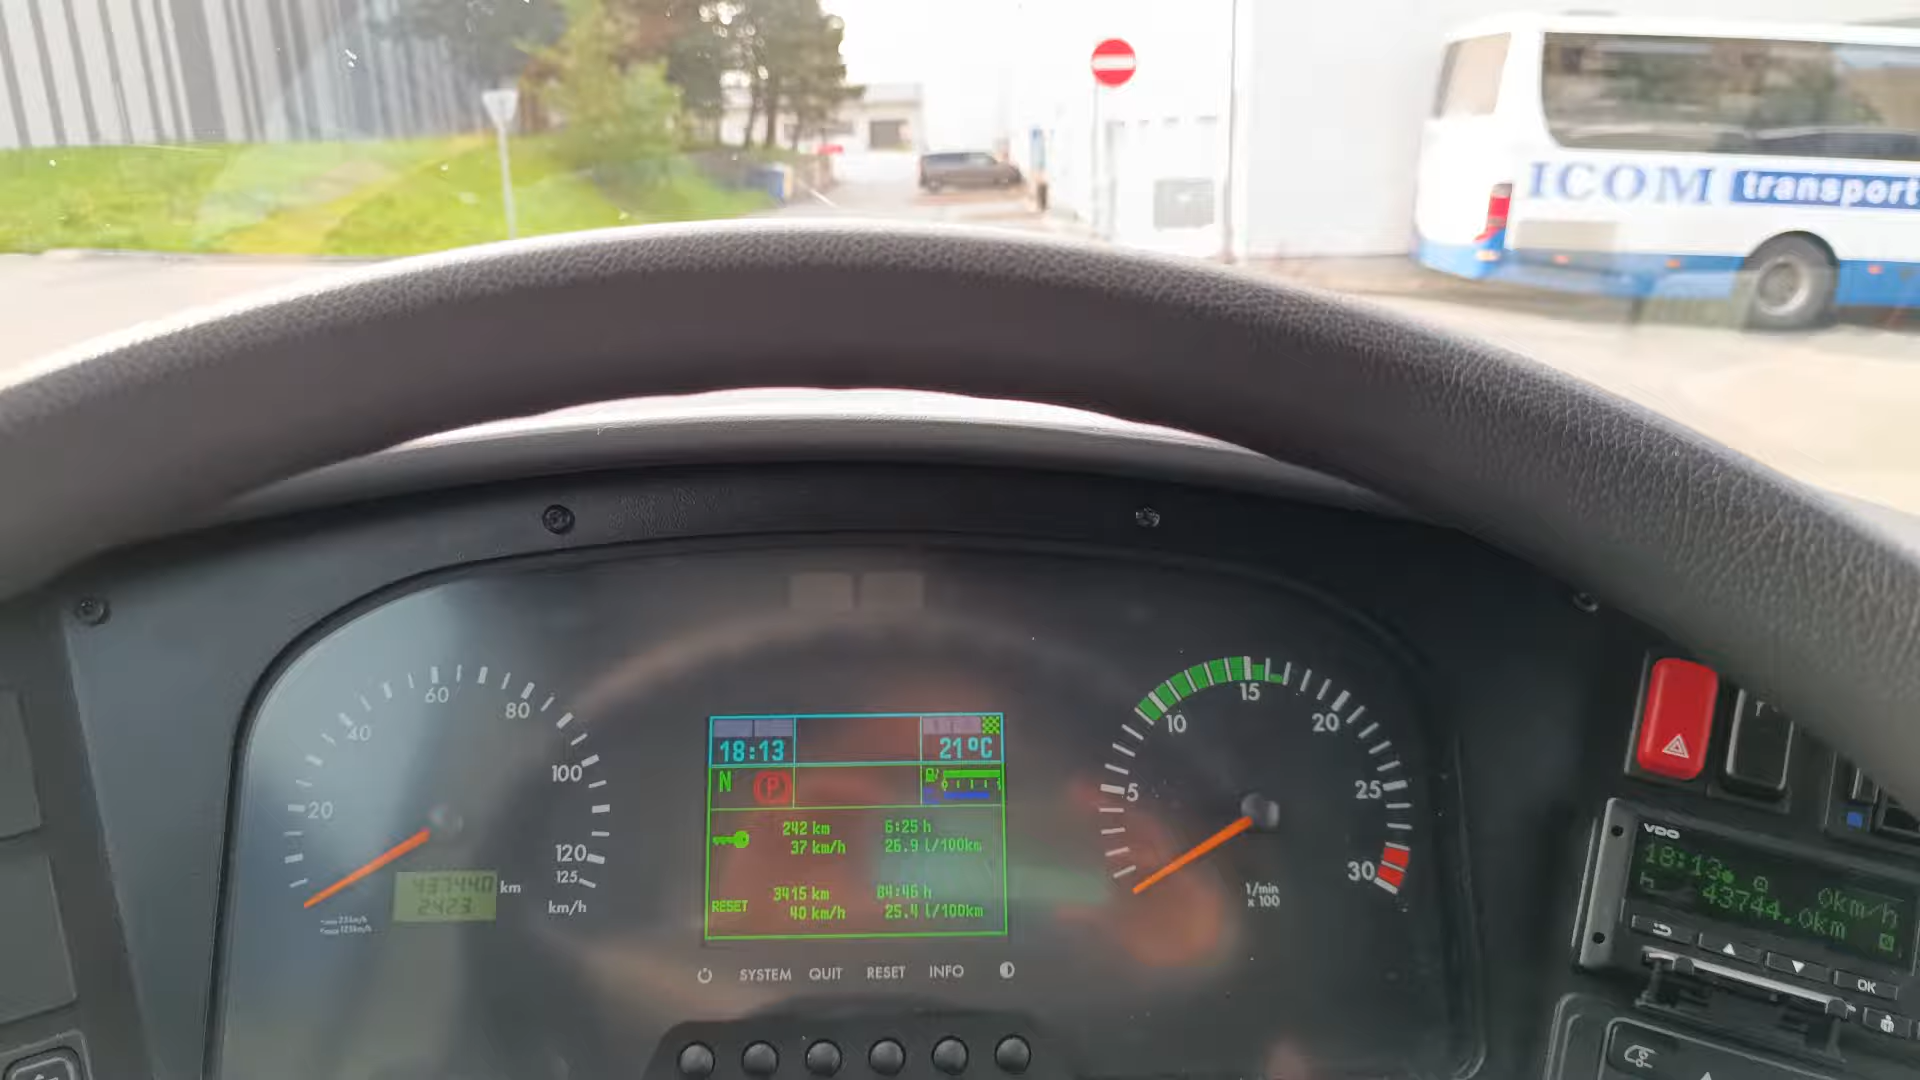 ICOM transport
20
40
60
80
100
120
125
km/h
437440 km
2423
18:13
21°C
N
P
242 km
6:25 h
37 km/h
26.9 l/100km
3415 km
84:46 h
RESET
40 km/h
25.4 l/100km
SYSTEM QUIT RESET INFO
5
10
15
20
25
30
1/min
x 100
VDO
18:13 0km/h
43744.0km
OK